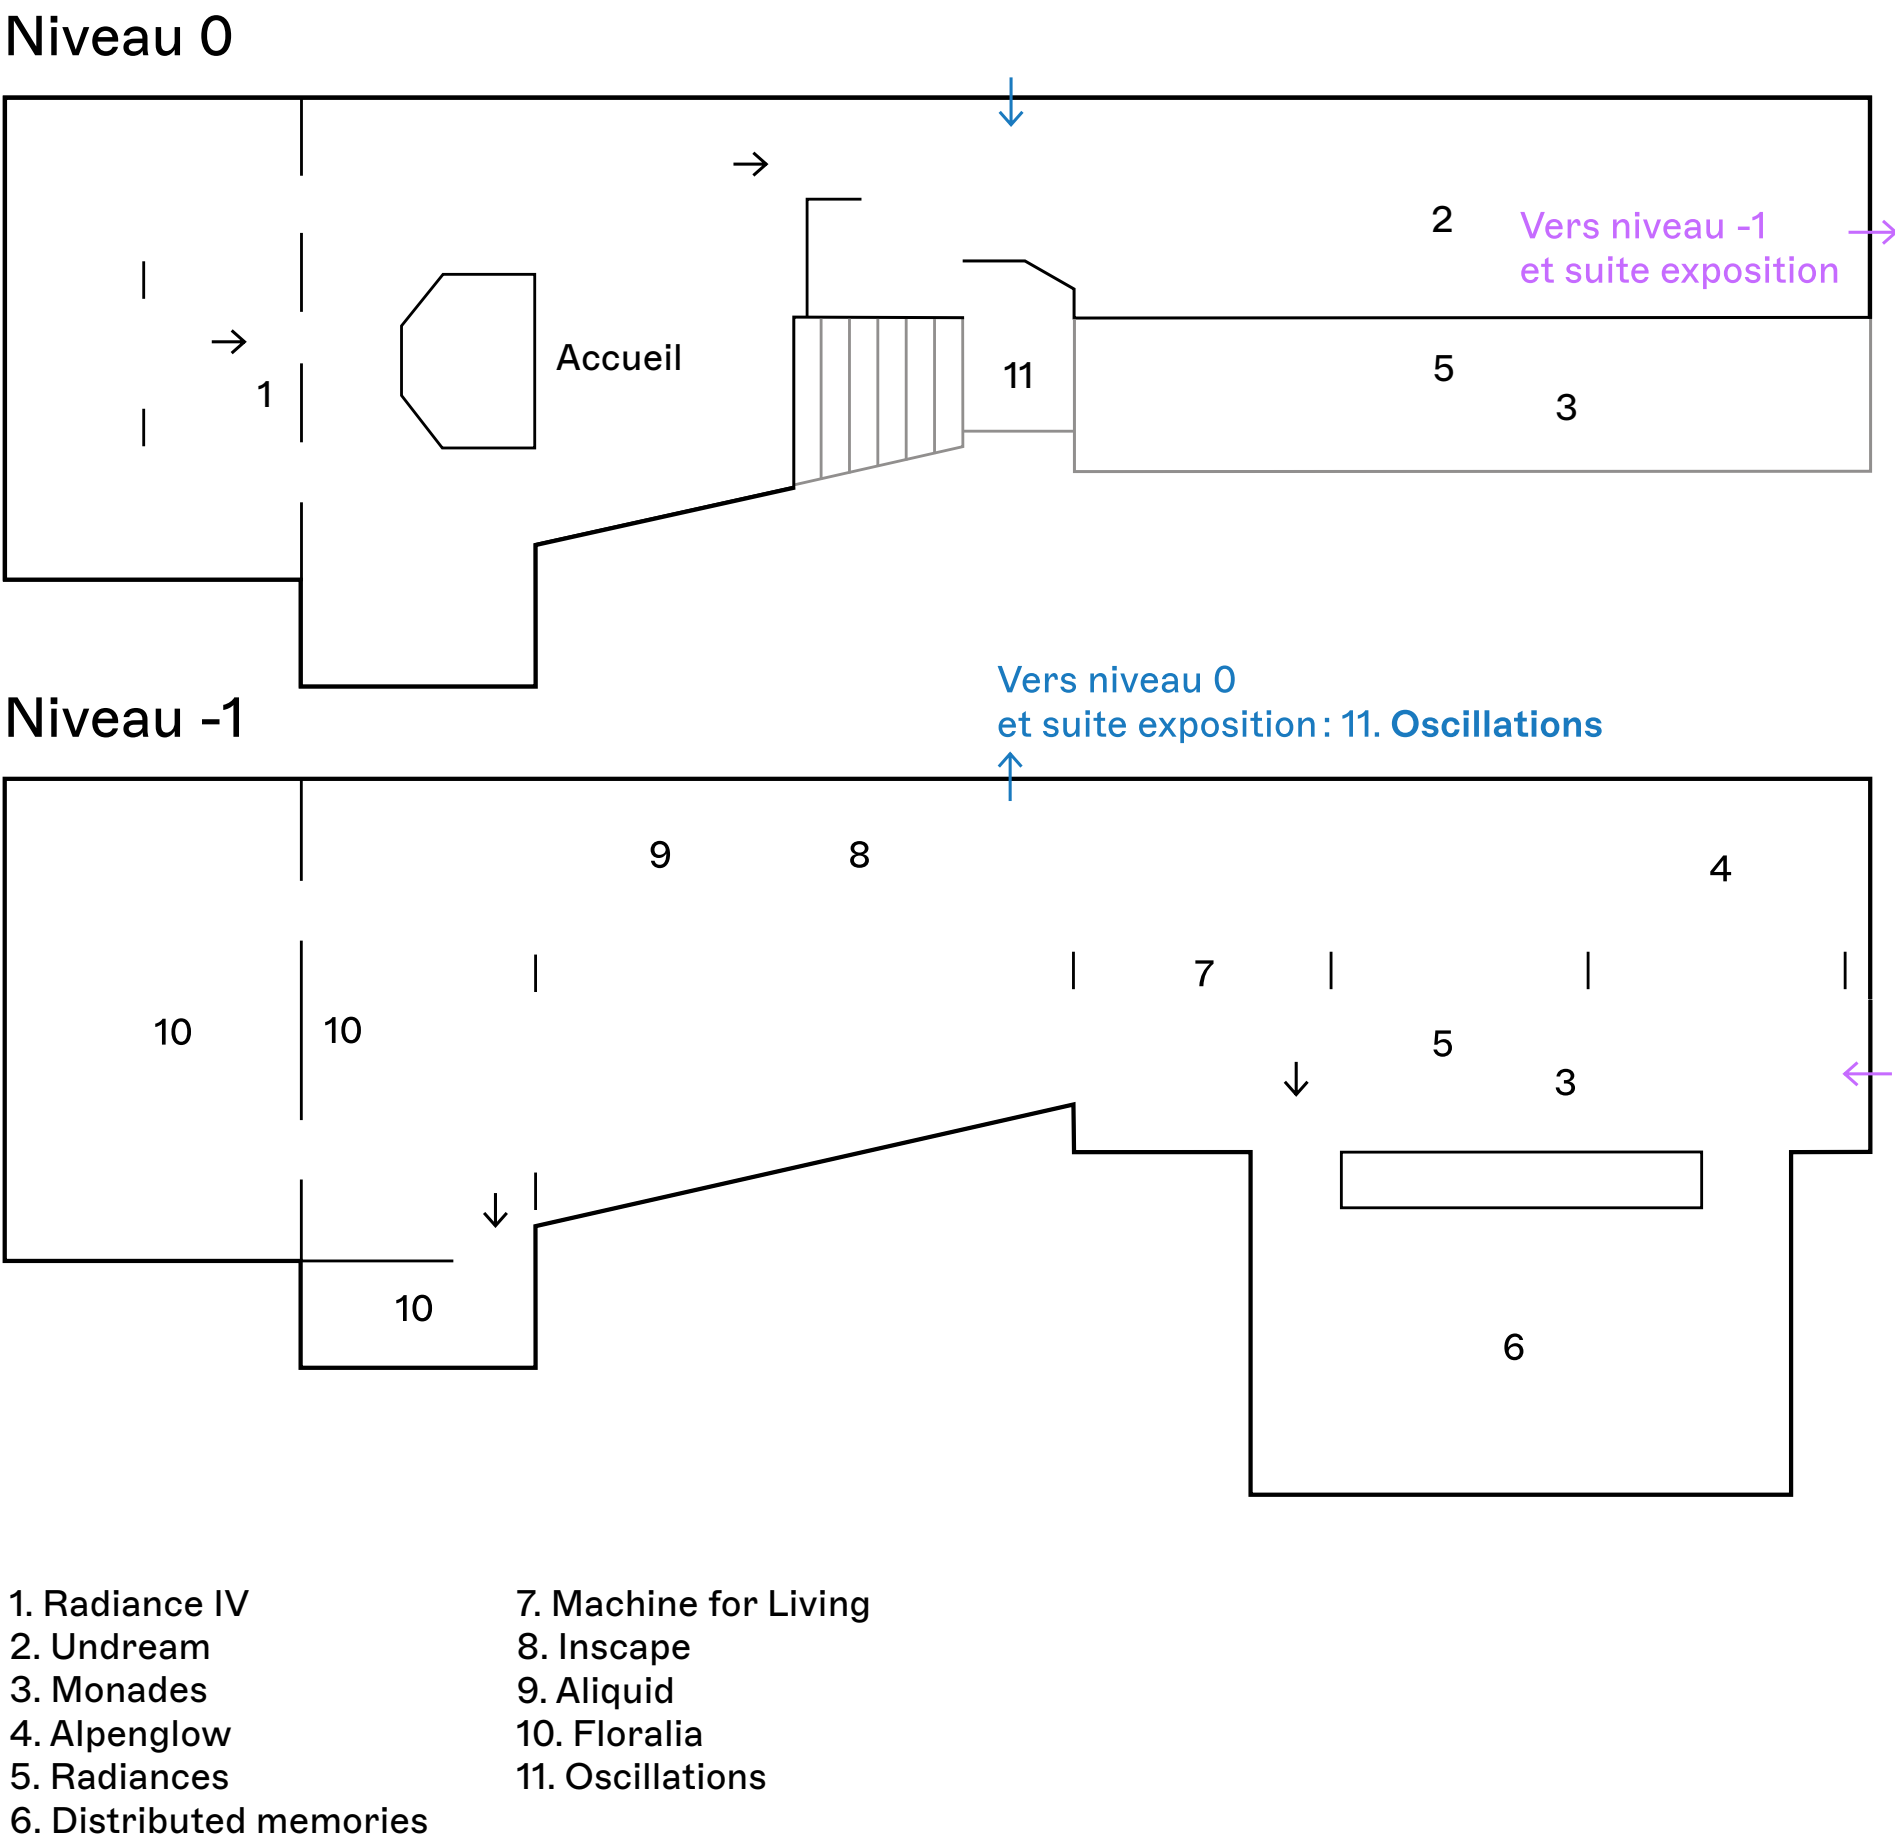 Niveau 0
2
Vers niveau -1
et suite exposition
Accueil
1
11
5
3
Vers niveau 0
et suite exposition : 11. Oscillations
Niveau -1
9
8
4
7
10
10
5
3
10
6
1. Radiance IV
2. Undream
3. Monades
4. Alpenglow
5. Radiances
6. Distributed memories
7. Machine for Living
8. Inscape
9. Aliquid
10. Floralia
11. Oscillations